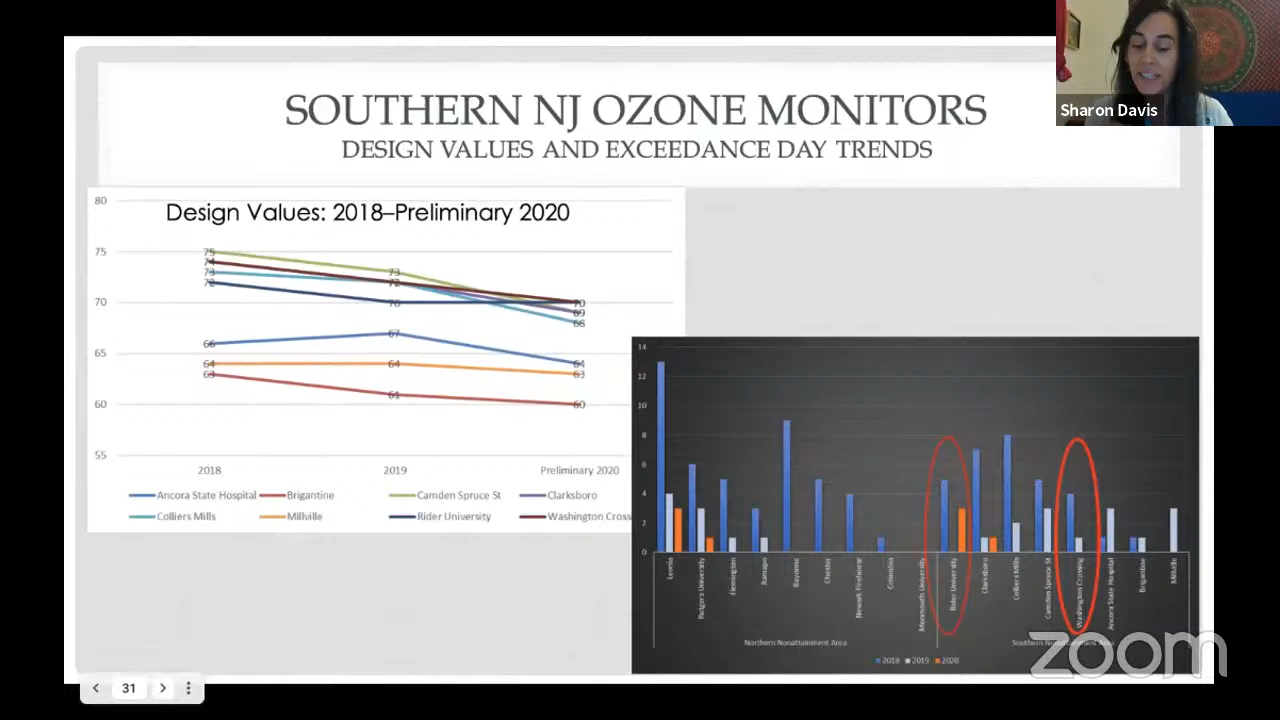 Sharon Davis
SOUTHERN NJ OZONE MONITORS
DESIGN VALUES AND EXCEEDANCE DAY TRENDS
Design Values: 2018–Preliminary 2020
80
75
70
65
60
55
75
74
73
72
66
64
63
73
72
70
67
64
61
70
69
68
64
63
60
2018 2019 Preliminary 2020
Ancora State Hospital Brigantine Camden Spruce St Clarksboro
Colliers Mills Millville Rider University Washington Cross
14
12
10
8
6
4
2
0
Leonia
Rutgers University
Flemington
Ramapo
Bayonne
Chester
Newark Firehouse
Columbia
Monmouth University
Rider University
Clarksboro
Colliers Mills
Camden Spruce St
Washington Crossing
Ancora State Hospital
Brigantine
Millville
Northern Nonattainment Area
Southern Nonattainment Area
2018 2019 2020
zoom
31